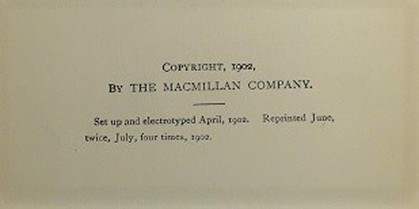 COPYRIGHT, 1902,
BY THE MACMILLAN COMPANY.
Set up and electrotyped April, 1902. Reprinted June,
twice, July, four times, 1902.